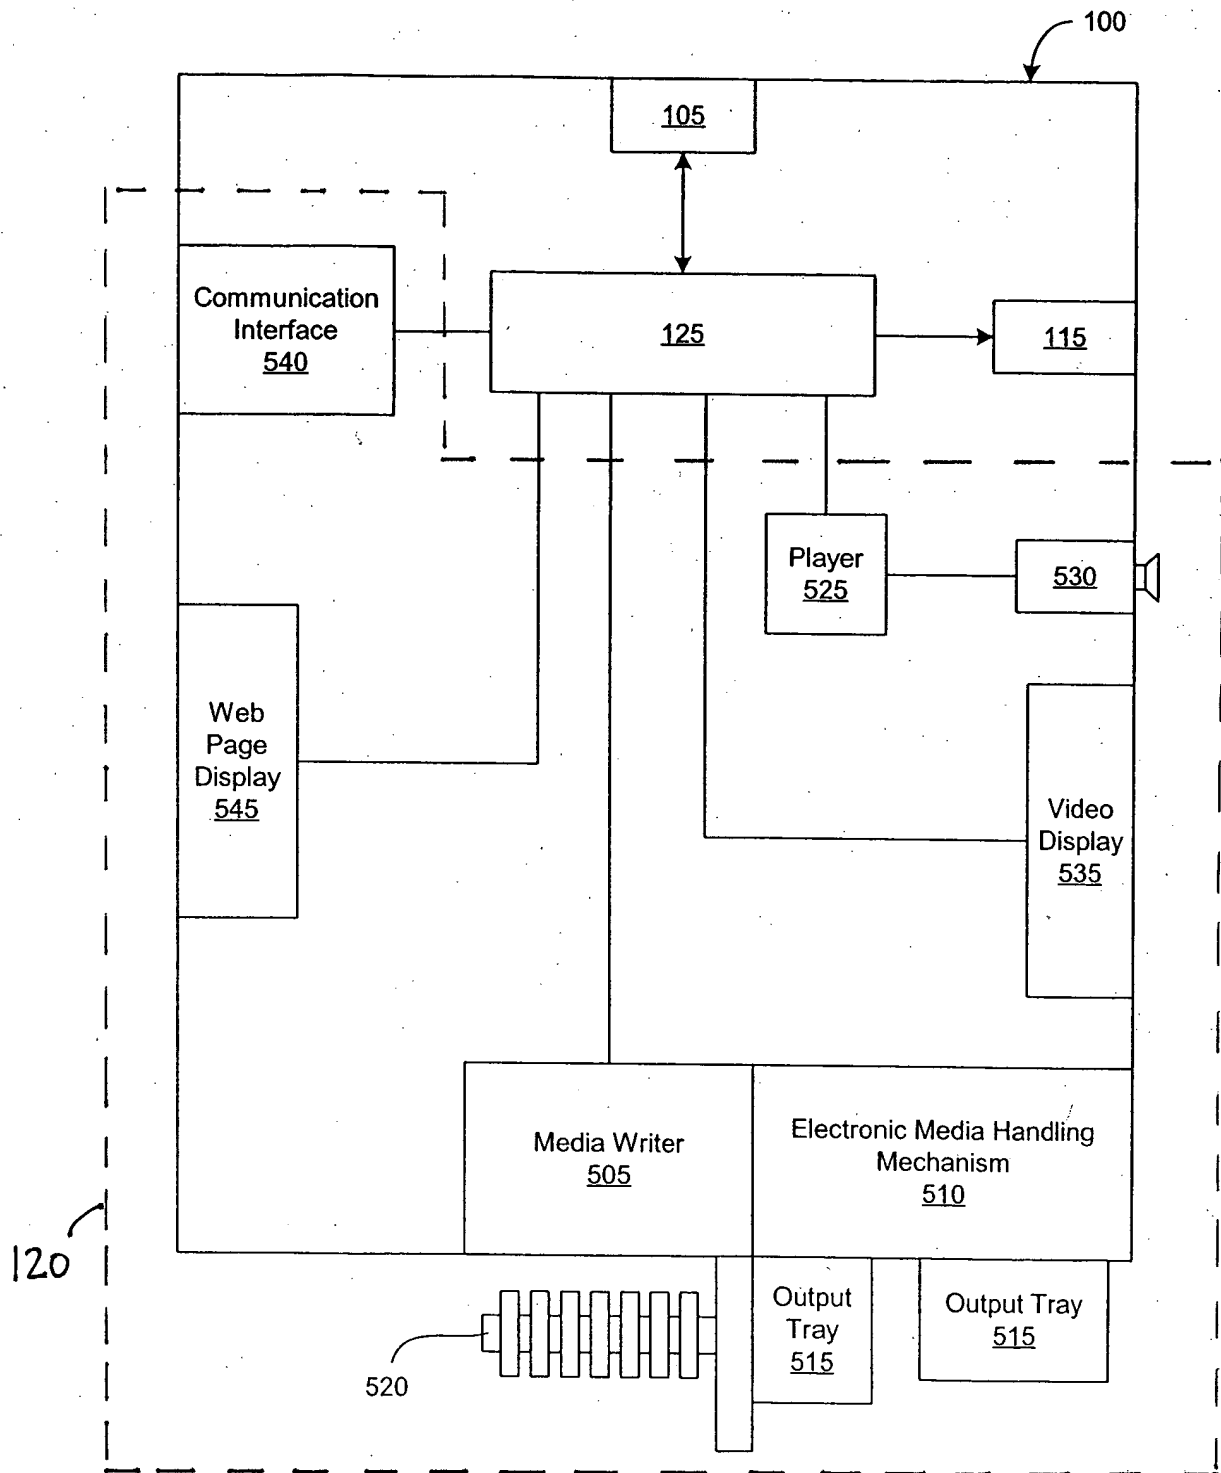 100
105
Communication
Interface
540
125
115
Player
525
530
Web
Page
Display
545
Video
Display
535
Media Writer
505
Electronic Media Handling
Mechanism
510
120
Output
Tray
515
Output Tray
515
520